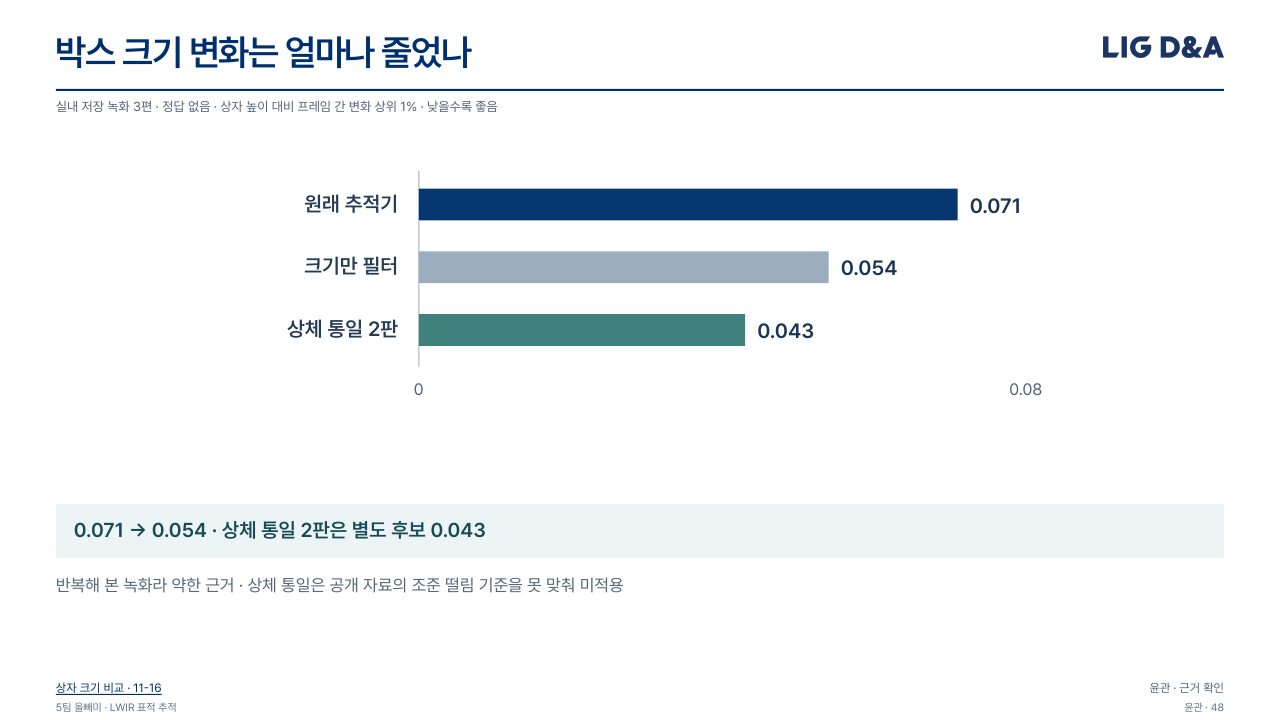 박스 크기 변화는 얼마나 줄었나
LIG D&A
실내 저장 녹화 3편 · 정답 없음 · 상자 높이 대비 프레임 간 변화 상위 1% · 낮을수록 좋음
원래 추적기
0.071
크기만 필터
0.054
상체 통일 2판
0.043
0
0.08
0.071 → 0.054 · 상체 통일 2판은 별도 후보 0.043
반복해 본 녹화라 약한 근거 · 상체 통일은 공개 자료의 조준 떨림 기준을 못 맞춰 미적용
상자 크기 비교 · 11-16
윤관 · 근거 확인
5팀 올빼미 · LWIR 표적 추적
윤관 · 48